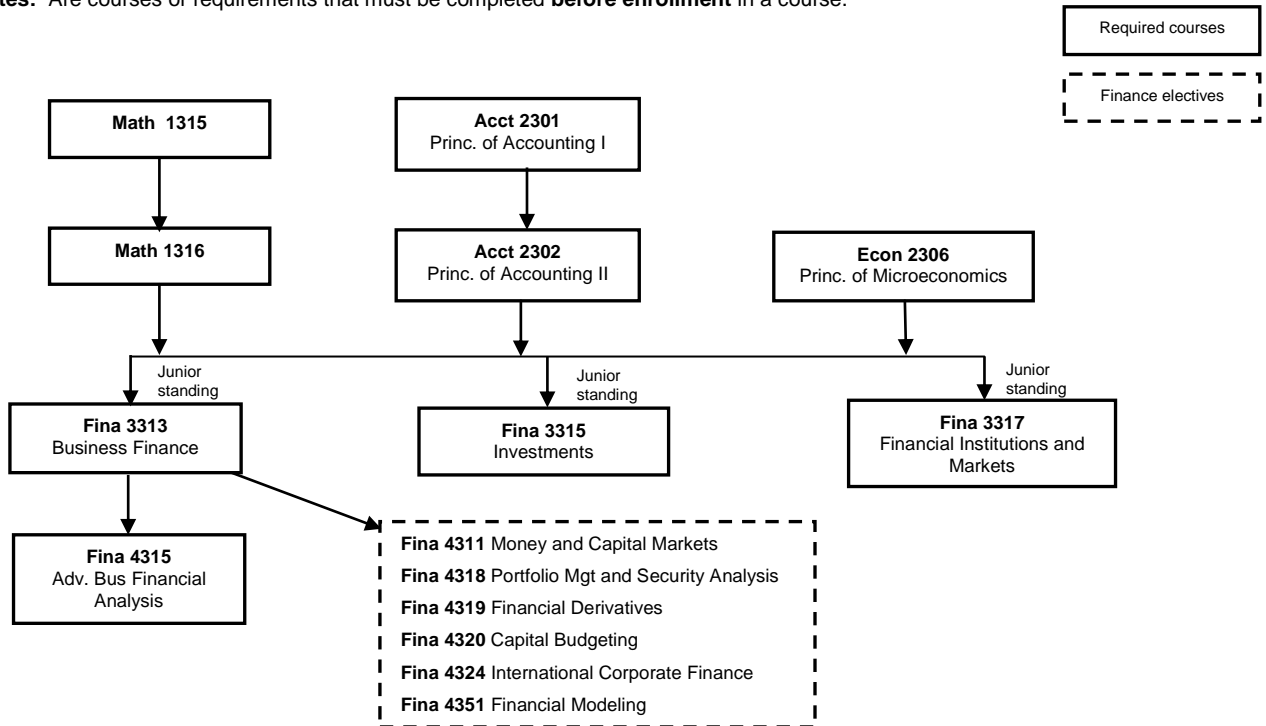 tes: Are courses or requirements that must be completed before enrollment in a course.
Required courses
Finance electives
Math 1315
Acct 2301
Princ. of Accounting I
Math 1316
Acct 2302
Princ. of Accounting II
Econ 2306
Princ. of Microeconomics
Junior
standing
Junior
standing
Junior
standing
Fina 3313
Business Finance
Fina 3315
Investments
Fina 3317
Financial Institutions and
Markets
Fina 4315
Adv. Bus Financial
Analysis
Fina 4311 Money and Capital Markets
Fina 4318 Portfolio Mgt and Security Analysis
Fina 4319 Financial Derivatives
Fina 4320 Capital Budgeting
Fina 4324 International Corporate Finance
Fina 4351 Financial Modeling